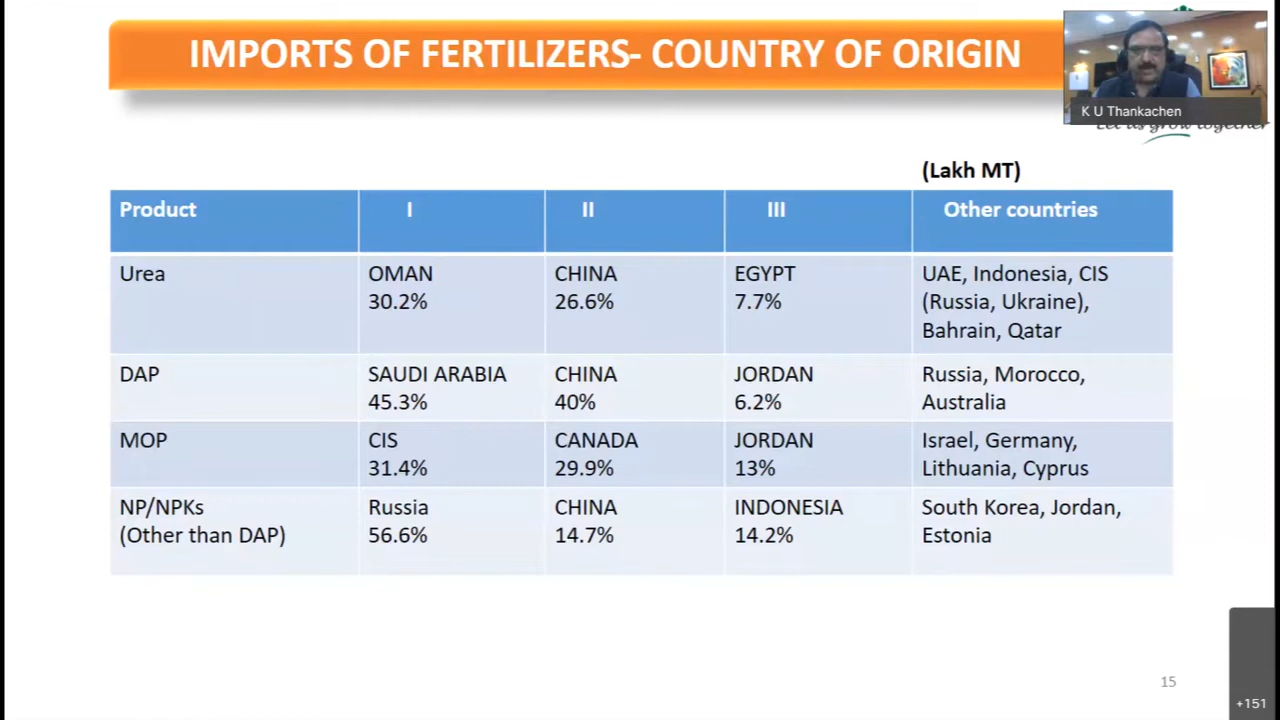 IMPORTS OF FERTILIZERS- COUNTRY OF ORIGIN
K U Thankachen
Let us grow together
(Lakh MT)
Product I II III Other countries
Urea OMAN CHINA EGYPT UAE, Indonesia, CIS
30.2% 26.6% 7.7% (Russia, Ukraine),
Bahrain, Qatar
DAP SAUDI ARABIA CHINA JORDAN Russia, Morocco,
45.3% 40% 6.2% Australia
MOP CIS CANADA JORDAN Israel, Germany,
31.4% 29.9% 13% Lithuania, Cyprus
NP/NPKs Russia CHINA INDONESIA South Korea, Jordan,
(Other than DAP) 56.6% 14.7% 14.2% Estonia
15
+151